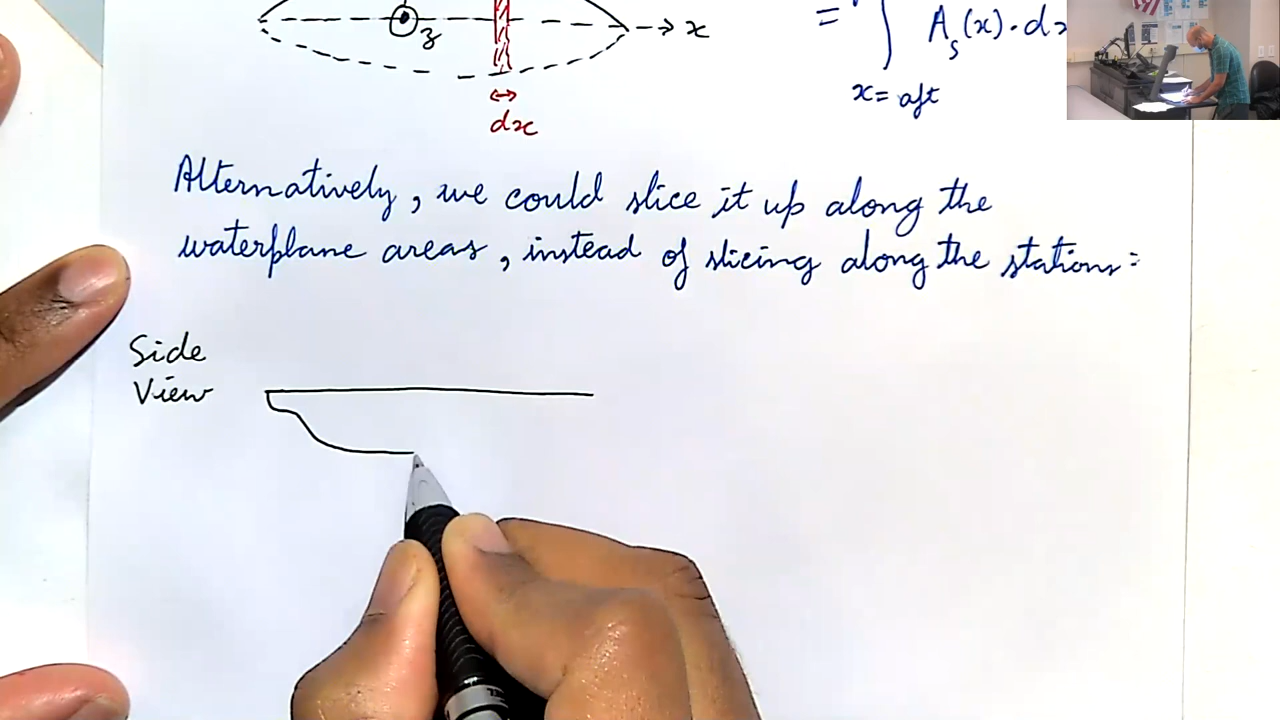 z
→ x
dx
= ∫ A_s(x)·dx
x = aft
Alternatively, we could slice it up along the
waterplane areas, instead of slicing along the stations:
Side
View